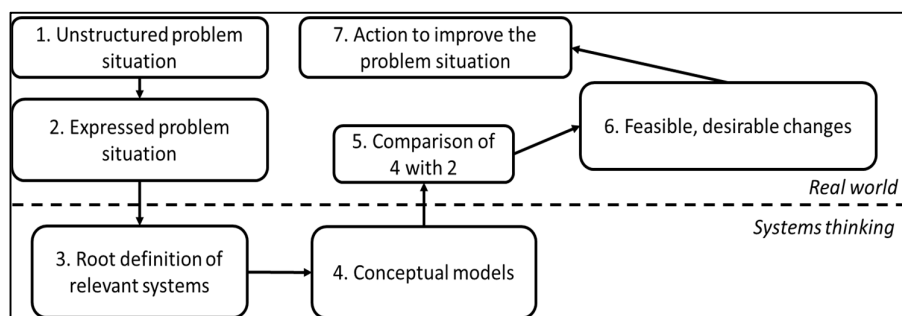 1. Unstructured problem
situation
7. Action to improve the
problem situation
2. Expressed problem
situation
5. Comparison of
4 with 2
6. Feasible, desirable changes
Real world
Systems thinking
3. Root definition of
relevant systems
4. Conceptual models